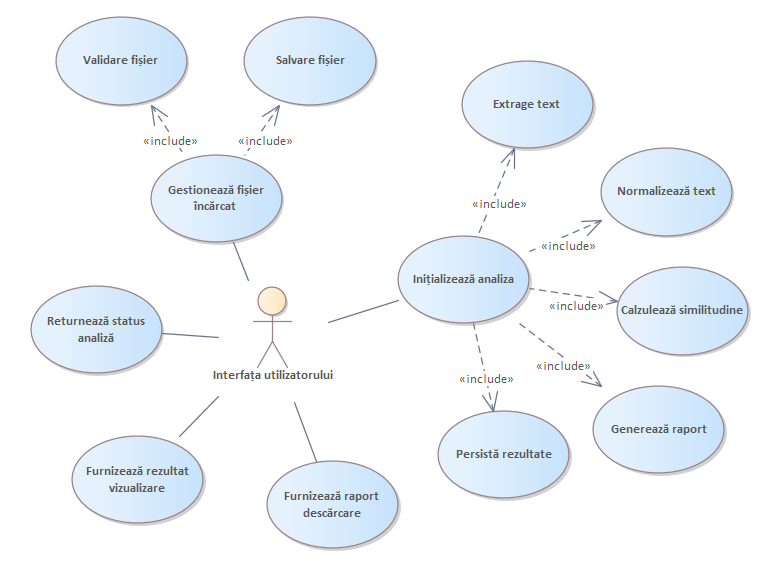 Validare fișier
Salvare fișier
Extrage text
«include»
«include»
Gestionează fișier
încărcat
Normalizează text
«include»
«include»
Inițializează analiza
«include»
Calzulează similitudine
Returnează status
analiză
Interfața utilizatorului
«include»
«include»
Generează raport
Persistă rezultate
Furnizează rezultat
vizualizare
Furnizează raport
descărcare